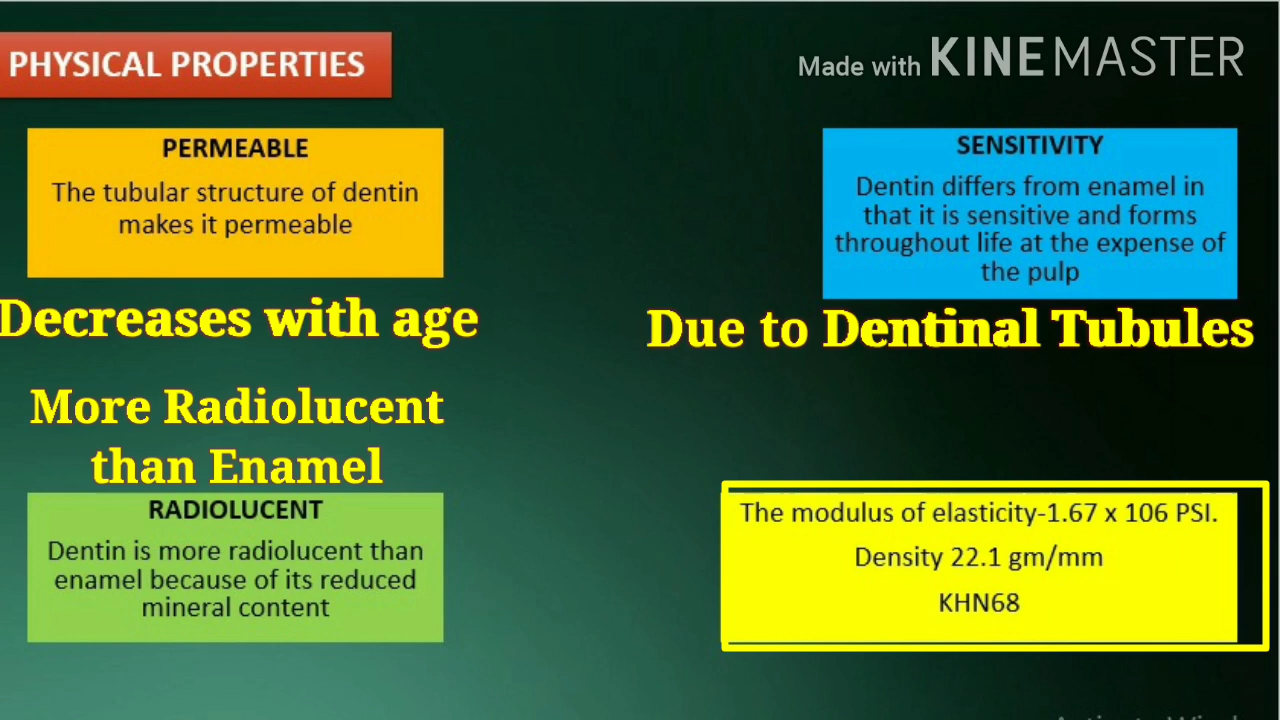 PHYSICAL PROPERTIES
Made with KINEMASTER
PERMEABLE
The tubular structure of dentin
makes it permeable
Decreases with age
SENSITIVITY
Dentin differs from enamel in
that it is sensitive and forms
throughout life at the expense of
the pulp
Due to Dentinal Tubules
More Radiolucent
than Enamel
RADIOLUCENT
Dentin is more radiolucent than
enamel because of its reduced
mineral content
The modulus of elasticity-1.67 x 106 PSI.
Density 22.1 gm/mm
KHN68